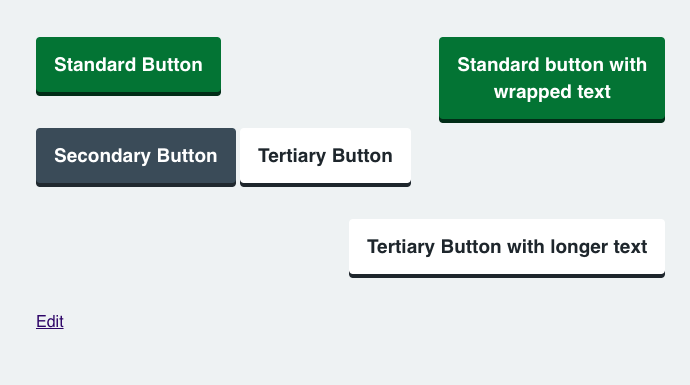 Standard Button
Standard button with
wrapped text
Secondary Button
Tertiary Button
Tertiary Button with longer text
Edit